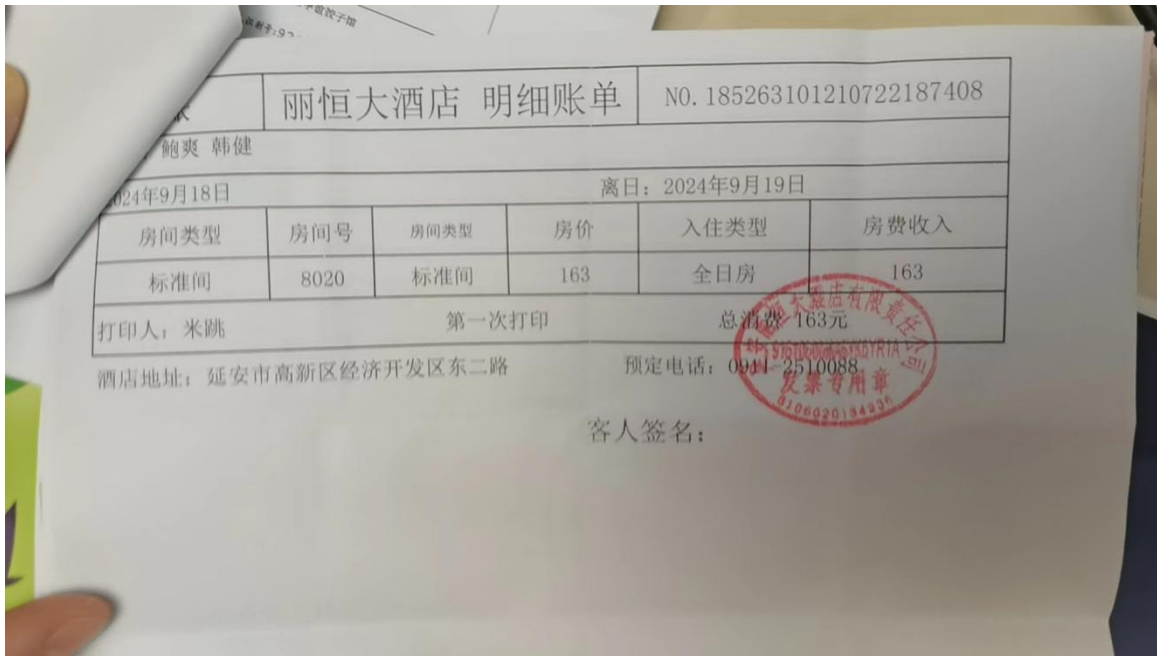 饺子馆
丽恒大酒店 明细账单 NO.185263101210722187408
鲍爽 韩健
024年9月18日 离日：2024年9月19日
房间类型 房间号 房间类型 房价 入住类型 房费收入
标准间 8020 标准间 163 全日房 163
打印人：米跳 第一次打印 总消费 163元
酒店地址：延安市高新区经济开发区东二路 预定电话：0911-2510088
发票专用章
客人签名：